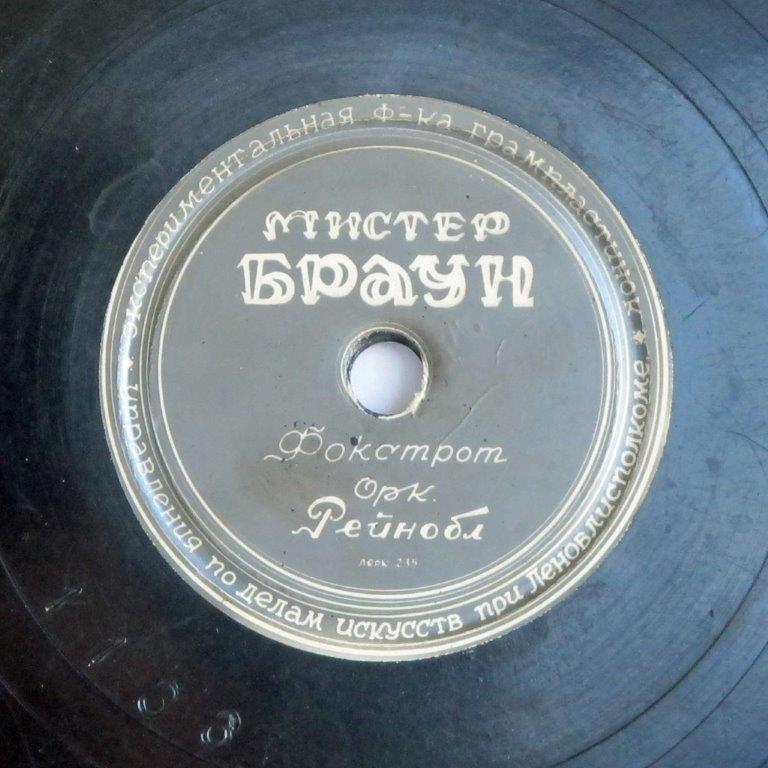 экспериментальная ф-ка грампластинок
управления по делам искусств при Леноблисполкоме
МИСТЕР
БРАУН
Фокстрот
орк.
Рейнобл